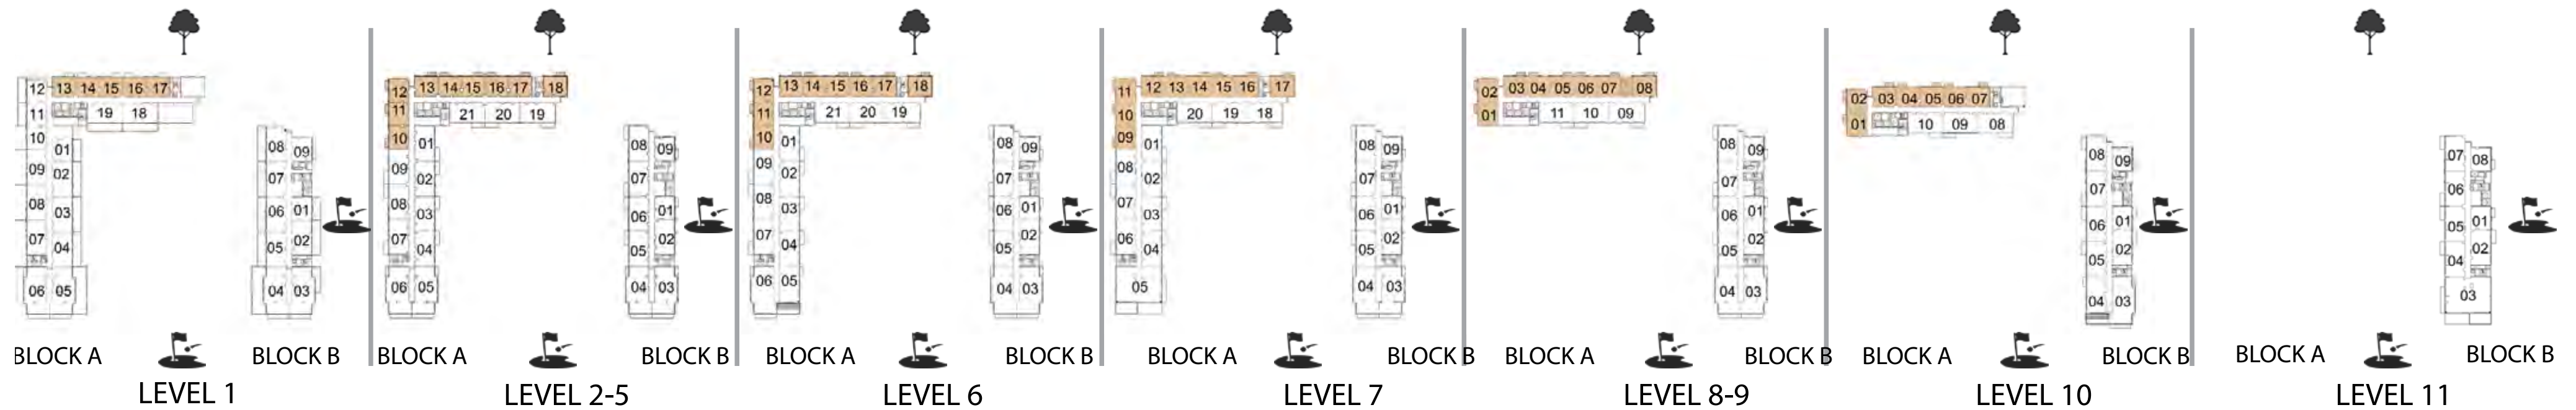 12 13 14 15 16 17
11 19 18
10 01
09 02
08 03
07 04
06 05
08 09
07
06 01
05 02
04 03
BLOCK A BLOCK B
LEVEL 1
12 13 14 15 16 17 18
11 21 20 19
10 01
09 02
08 03
07 04
06 05
08 09
07
06 01
05 02
04 03
BLOCK A BLOCK B
LEVEL 2-5
12 13 14 15 16 17 18
11 21 20 19
10 01
09 02
08 03
07 04
06 05
08 09
07
06 01
05 02
04 03
BLOCK A BLOCK B
LEVEL 6
11 12 13 14 15 16 17
10 20 19 18
09 01
08 02
07 03
06 04
05
08 09
07
06 01
05 02
04 03
BLOCK A BLOCK B
LEVEL 7
02 03 04 05 06 07 08
01 11 10 09
08 09
07
06 01
05 02
04 03
BLOCK A BLOCK B
LEVEL 8-9
02 03 04 05 06 07
01 10 09 08
08 09
07
06 01
05 02
04 03
BLOCK A BLOCK B
LEVEL 10
07 08
06
05 01
04 02
03
BLOCK A BLOCK B
LEVEL 11